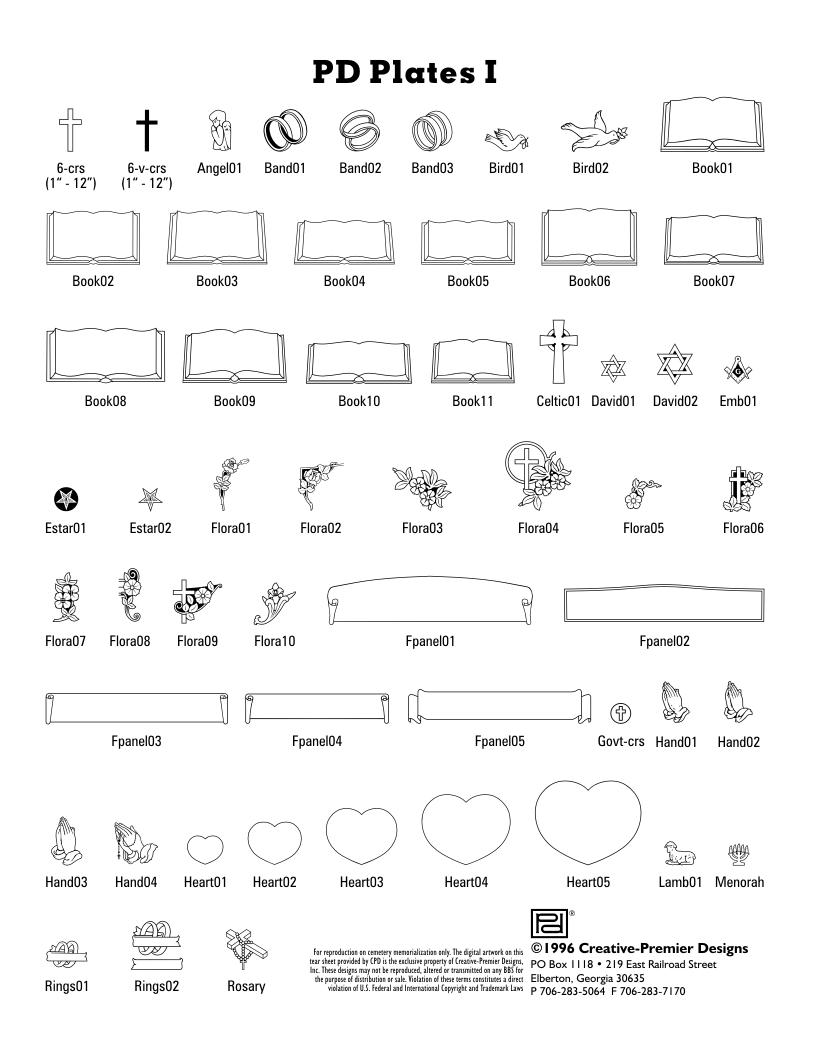 PD Plates I
6-crs
(1“ - 12”)
6-v-crs
(1“ - 12”)
Angel01
Band01
Band02
Band03
Bird01
Bird02
Book01
Book02
Book03
Book04
Book05
Book06
Book07
Book08
Book09
Book10
Book11
Celtic01
David01
David02
Emb01
G
Estar01
Estar02
Flora01
Flora02
Flora03
Flora04
Flora05
Flora06
Flora07
Flora08
Flora09
Flora10
Fpanel01
Fpanel02
Fpanel03
Fpanel04
Fpanel05
Govt-crs
Hand01
Hand02
Hand03
Hand04
Heart01
Heart02
Heart03
Heart04
Heart05
Lamb01
Menorah
Rings01
Rings02
Rosary
For reproduction on cemetery memorialization only. The digital artwork on this
tear sheet provided by CPD is the exclusive property of Creative-Premier Designs,
Inc. These designs may not be reproduced, altered or transmitted on any BBS for
the purpose of distribution or sale. Violation of these terms constitutes a direct
violation of U.S. Federal and International Copyright and Trademark Laws
®
©1996 Creative-Premier Designs
PO Box 1118 • 219 East Railroad Street
Elberton, Georgia 30635
P 706-283-5064 F 706-283-7170